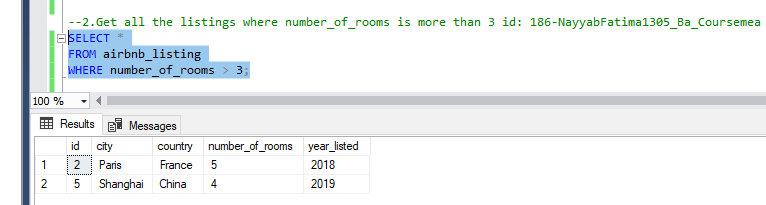 --2.Get all the listings where number_of_rooms is more than 3 id: 186-NayyabFatima1305_Ba_Coursemea
SELECT *
FROM airbnb_listing
WHERE number_of_rooms > 3;
100 %
Results Messages
id city country number_of_rooms year_listed
1 2 Paris France 5 2018
2 5 Shanghai China 4 2019